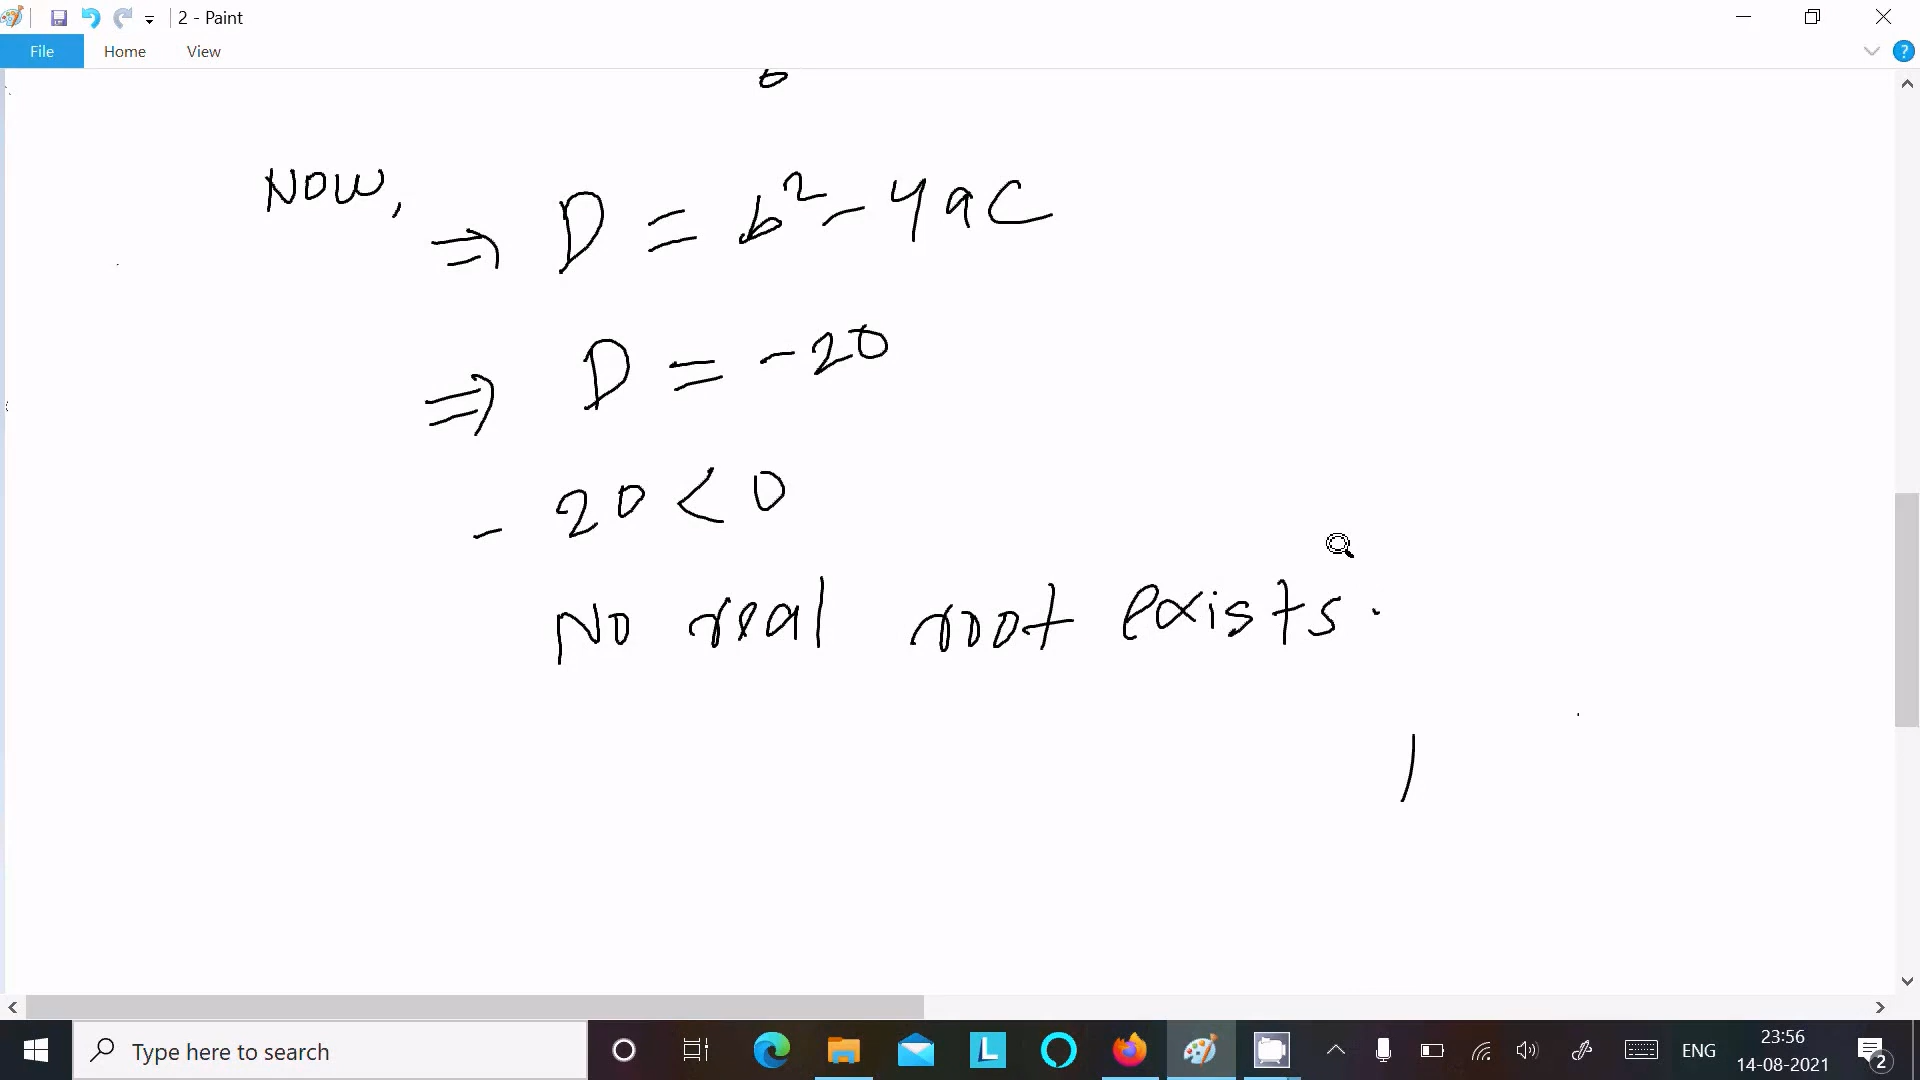 2 - Paint
File Home View
Now,
⇒ D = b² - 4ac
⇒ D = -20
- 20 < 0
No real root exists.
Type here to search
ENG
23:56
14-08-2021
2